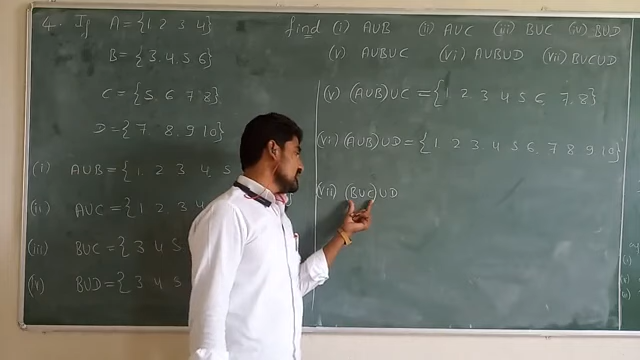 4. If A = {1 2 3 4} find (i) AUB (ii) AUC (iii) BUC (iv) BUD
B = {3, 4, 5, 6} (v) AUBUC (vi) AUBUD (vii) BUCUD
C = {5, 6, 7, 8}
D = {7, 8, 9, 10}
(i) AUB = {1, 2, 3, 4, 5
(ii) AUC = {1 2 3 4
(iii) BUC = {3 4 5
(iv) BUD = {3 4 5
(v) (AUB)UC = {1 2 3 4 5 6 7, 8}
(vi) (AUB)UD = {1 2 3 4 5 6, 7 8 9 10}
(vii) (BUC)UD